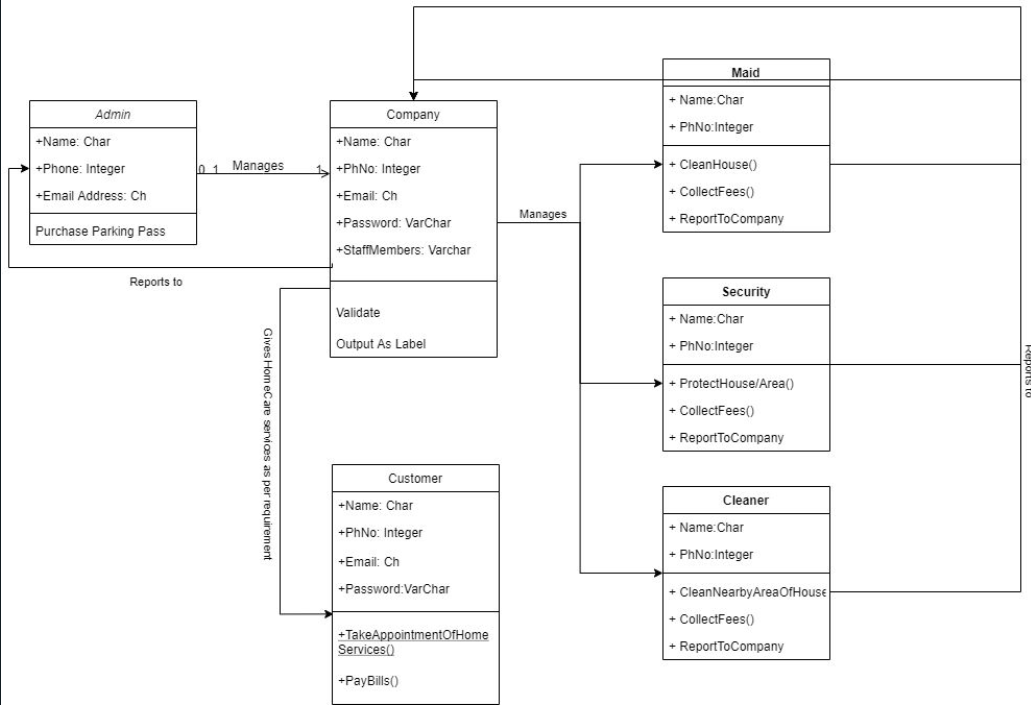 Admin
+Name: Char
+Phone: Integer
+Email Address: Ch
Purchase Parking Pass
0 1
Manages
1
Reports to
Company
+Name: Char
+PhNo: Integer
+Email: Ch
+Password: VarChar
+StaffMembers: Varchar
Validate
Output As Label
Manages
Gives HomeCare services as per requirement
Customer
+Name: Char
+PhNo: Integer
+Email: Ch
+Password:VarChar
+TakeAppointmentOfHome
Services()
+PayBills()
Maid
+ Name:Char
+ PhNo:Integer
+ CleanHouse()
+ CollectFees()
+ ReportToCompany
Security
+ Name:Char
+ PhNo:Integer
+ ProtectHouse/Area()
+ CollectFees()
+ ReportToCompany
Cleaner
+ Name:Char
+ PhNo:Integer
+ CleanNearbyAreaOfHouse
+ CollectFees()
+ ReportToCompany
Reports to